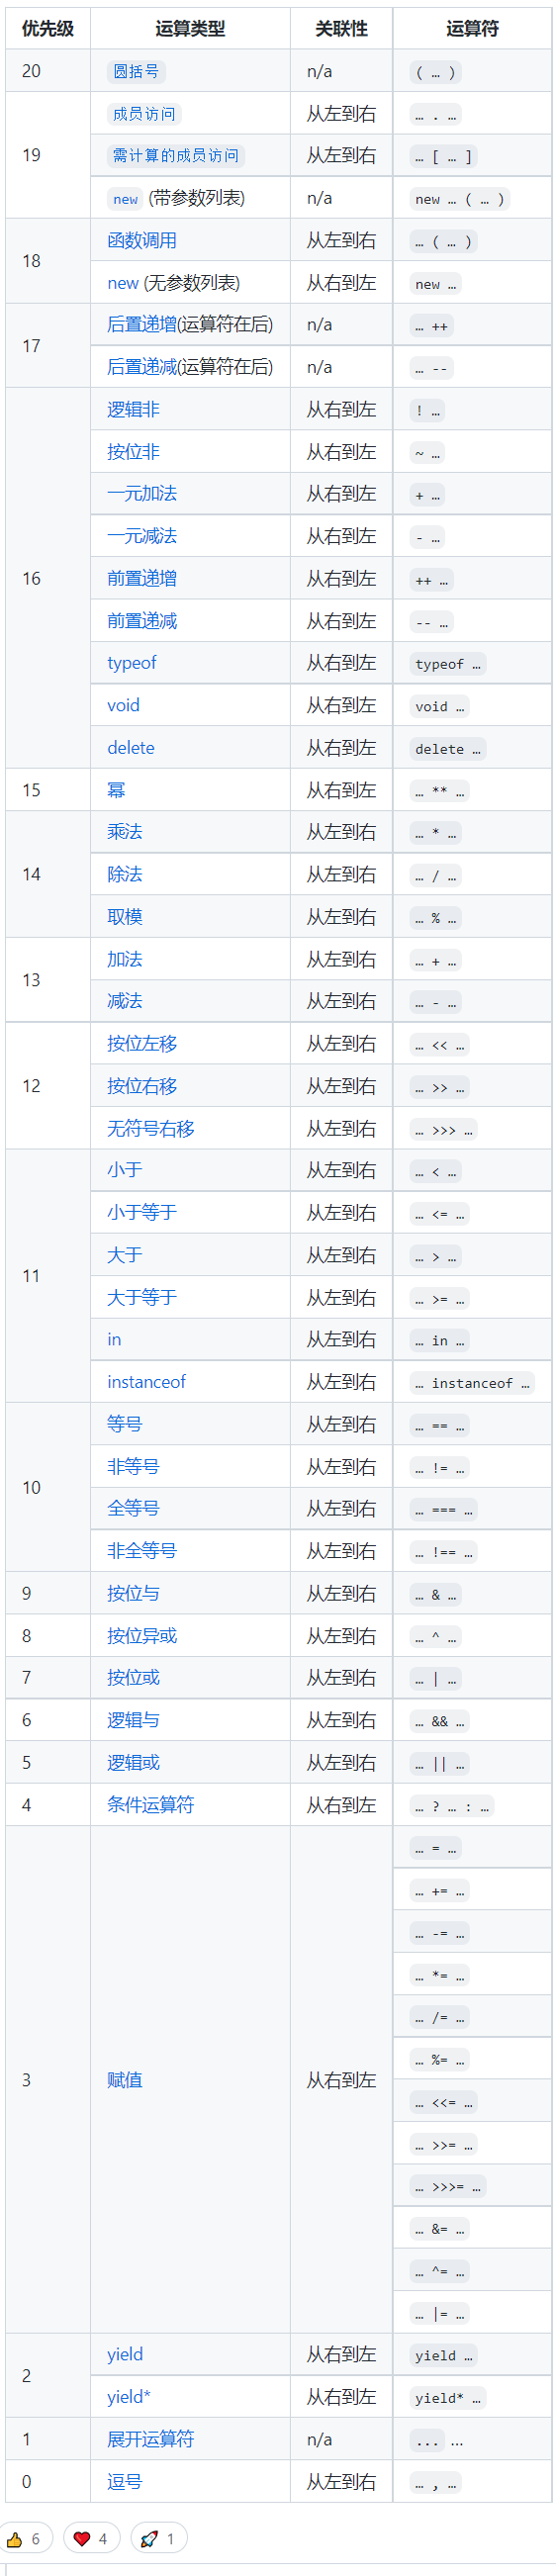 优先级 运算类型 关联性 运算符
20 圆括号 n/a ( … )
19 成员访问 从左到右 … . …
需计算的成员访问 从左到右 … [ … ]
new (带参数列表) n/a new … ( … )
18 函数调用 从左到右 … ( … )
new (无参数列表) 从右到左 new …
17 后置递增(运算符在后) n/a … ++
后置递减(运算符在后) n/a … --
16 逻辑非 从右到左 ! …
按位非 从右到左 ~ …
一元加法 从右到左 + …
一元减法 从右到左 - …
前置递增 从右到左 ++ …
前置递减 从右到左 -- …
typeof 从右到左 typeof …
void 从右到左 void …
delete 从右到左 delete …
15 幂 从右到左 … ** …
14 乘法 从左到右 … * …
除法 从左到右 … / …
取模 从左到右 … % …
13 加法 从左到右 … + …
减法 从左到右 … - …
12 按位左移 从左到右 … << …
按位右移 从左到右 … >> …
无符号右移 从左到右 … >>> …
11 小于 从左到右 … < …
小于等于 从左到右 … <= …
大于 从左到右 … > …
大于等于 从左到右 … >= …
in 从左到右 … in …
instanceof 从左到右 … instanceof …
10 等号 从左到右 … == …
非等号 从左到右 … != …
全等号 从左到右 … === …
非全等号 从左到右 … !== …
9 按位与 从左到右 … & …
8 按位异或 从左到右 … ^ …
7 按位或 从左到右 … | …
6 逻辑与 从左到右 … && …
5 逻辑或 从左到右 … || …
4 条件运算符 从右到左 … ? … : …
3 赋值 从右到左 … = …
… += …
… -= …
… *= …
… /= …
… %= …
… <<= …
… >>= …
… >>>= …
… &= …
… ^= …
… |= …
2 yield 从右到左 yield …
yield* 从右到左 yield* …
1 展开运算符 n/a ... …
0 逗号 从左到右 … , …
6 4 1